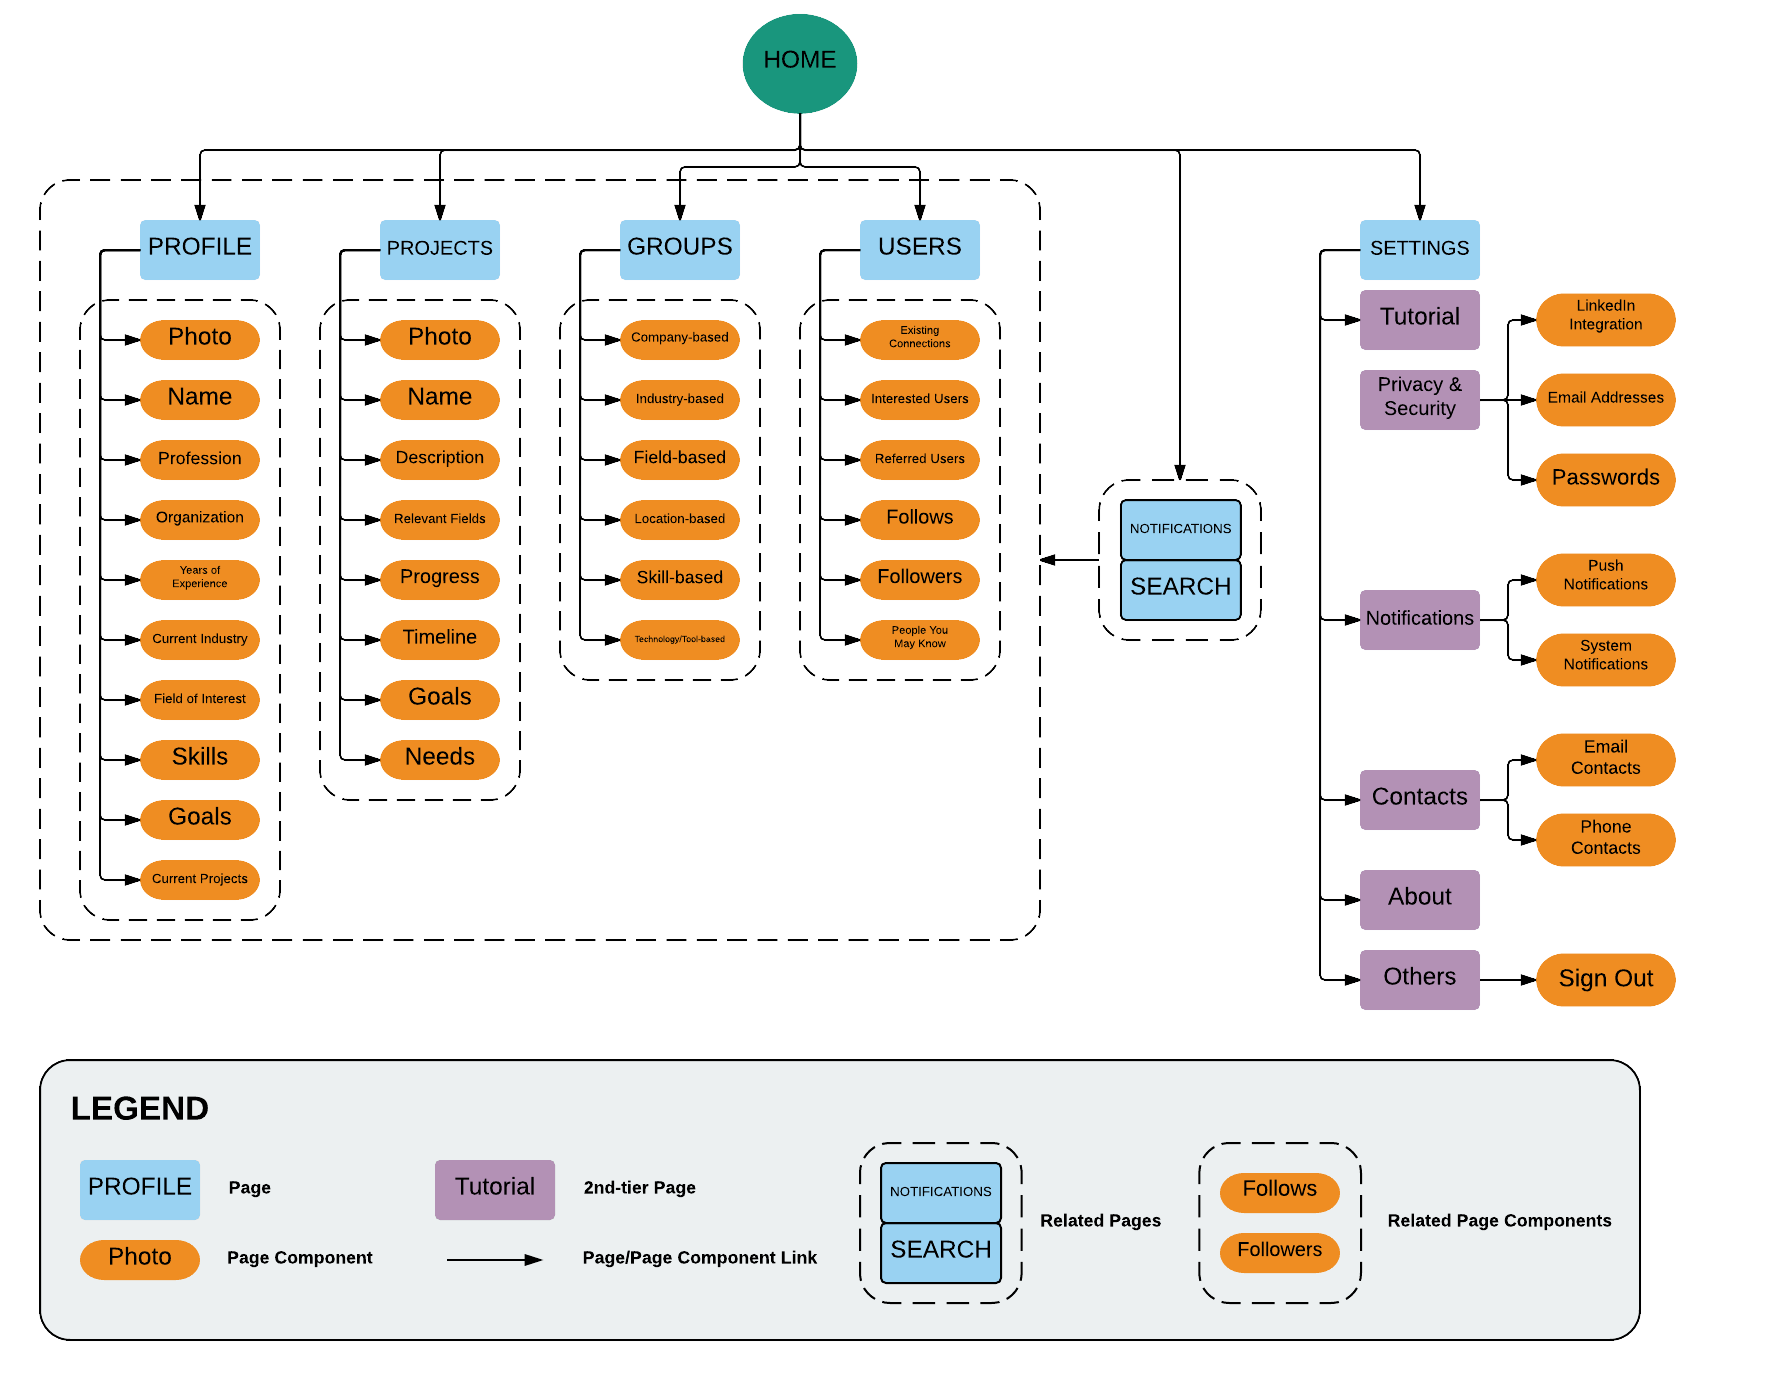 HOME
PROFILE
PROJECTS
GROUPS
USERS
SETTINGS
Photo
Name
Profession
Organization
Years of
Experience
Current Industry
Field of Interest
Skills
Goals
Current Projects
Photo
Name
Description
Relevant Fields
Progress
Timeline
Goals
Needs
Company-based
Industry-based
Field-based
Location-based
Skill-based
Technology/Tool-based
Existing
Connections
Interested Users
Referred Users
Follows
Followers
People You
May Know
NOTIFICATIONS
SEARCH
Tutorial
Privacy &
Security
LinkedIn
Integration
Email Addresses
Passwords
Notifications
Push
Notifications
System
Notifications
Contacts
Email
Contacts
Phone
Contacts
About
Others
Sign Out
LEGEND
PROFILE
Page
Tutorial
2nd-tier Page
Photo
Page Component
Page/Page Component Link
NOTIFICATIONS
SEARCH
Related Pages
Follows
Followers
Related Page Components